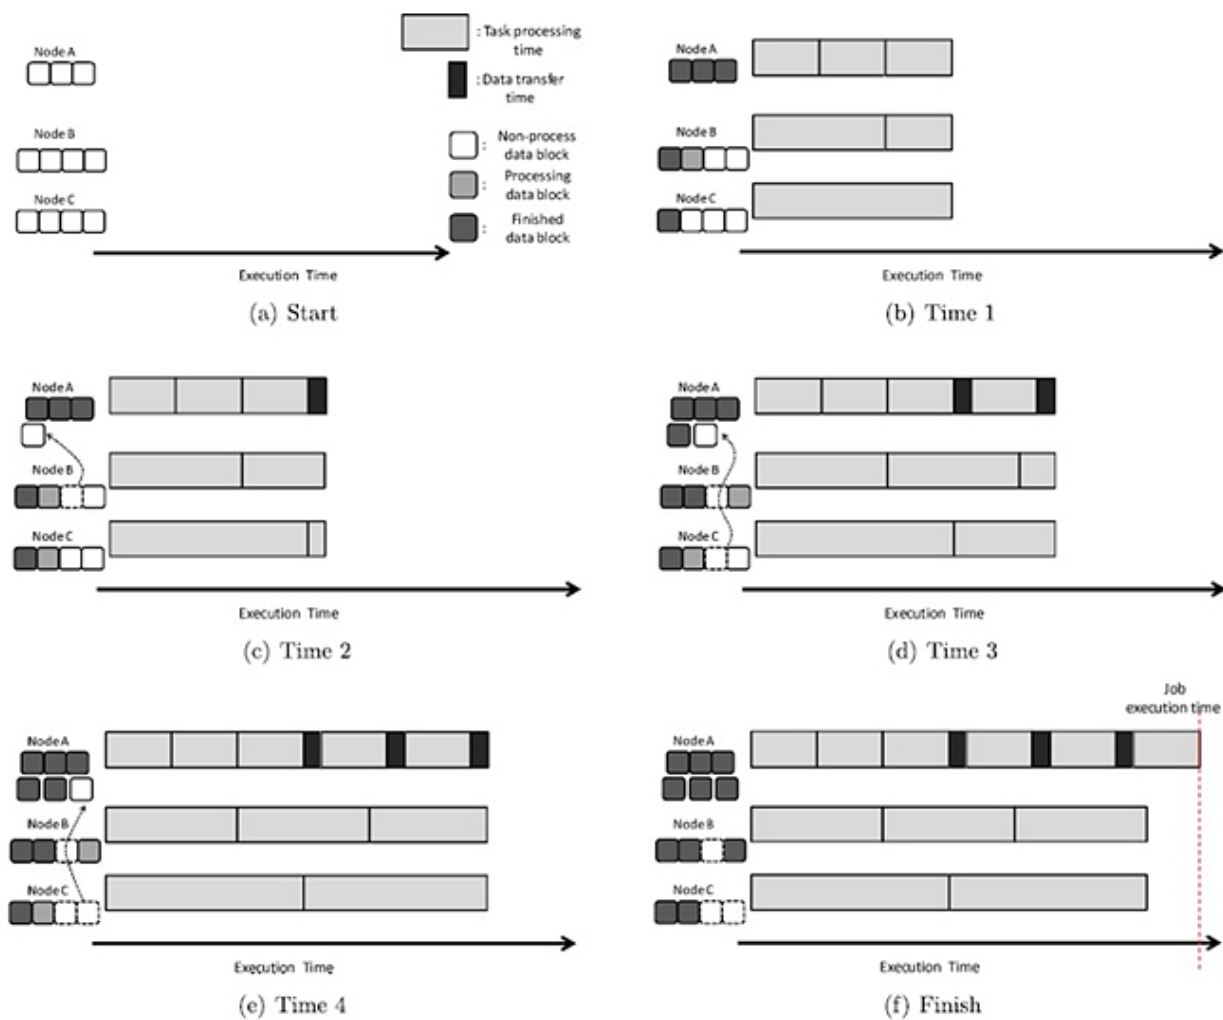 Node A
Node B
Node C
: Task processing
time
: Data transfer
time
: Non-process
data block
: Processing
data block
: Finished
data block
Execution Time
(a) Start
Node A
Node B
Node C
Execution Time
(b) Time 1
Node A
Node B
Node C
Execution Time
(c) Time 2
Node A
Node B
Node C
Execution Time
(d) Time 3
Node A
Node B
Node C
Execution Time
(e) Time 4
Job
execution time
Node A
Node B
Node C
Execution Time
(f) Finish